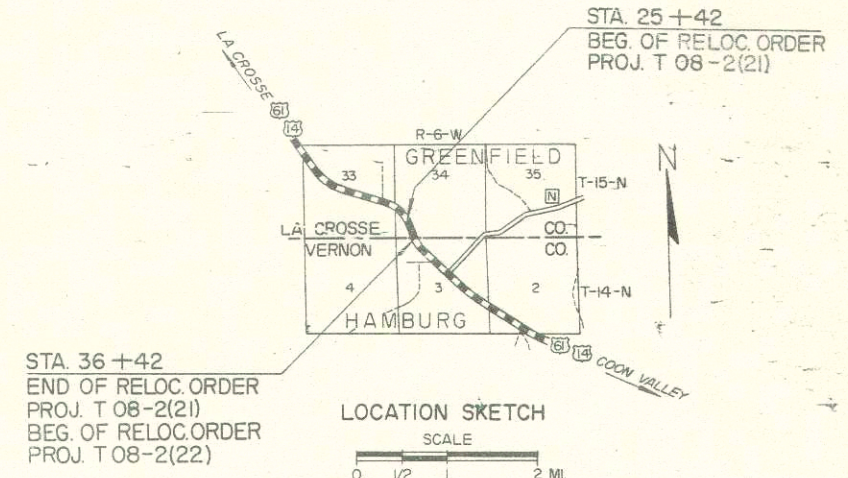 STA. 25+42
BEG. OF RELOC. ORDER
PROJ. T 08-2(21)
LA CROSSE
61
14
R-6-W
GREENFIELD
33 34 35
T-15-N
N
N
LA CROSSE CO.
VERNON CO.
4 3 2
T-14-N
HAMBURG
61 14
COON VALLEY
STA. 36+42
END OF RELOC. ORDER
PROJ. T 08-2(21)
BEG. OF RELOC. ORDER
PROJ. T 08-2(22)
LOCATION SKETCH
SCALE
0 1/2 1 2 MI.